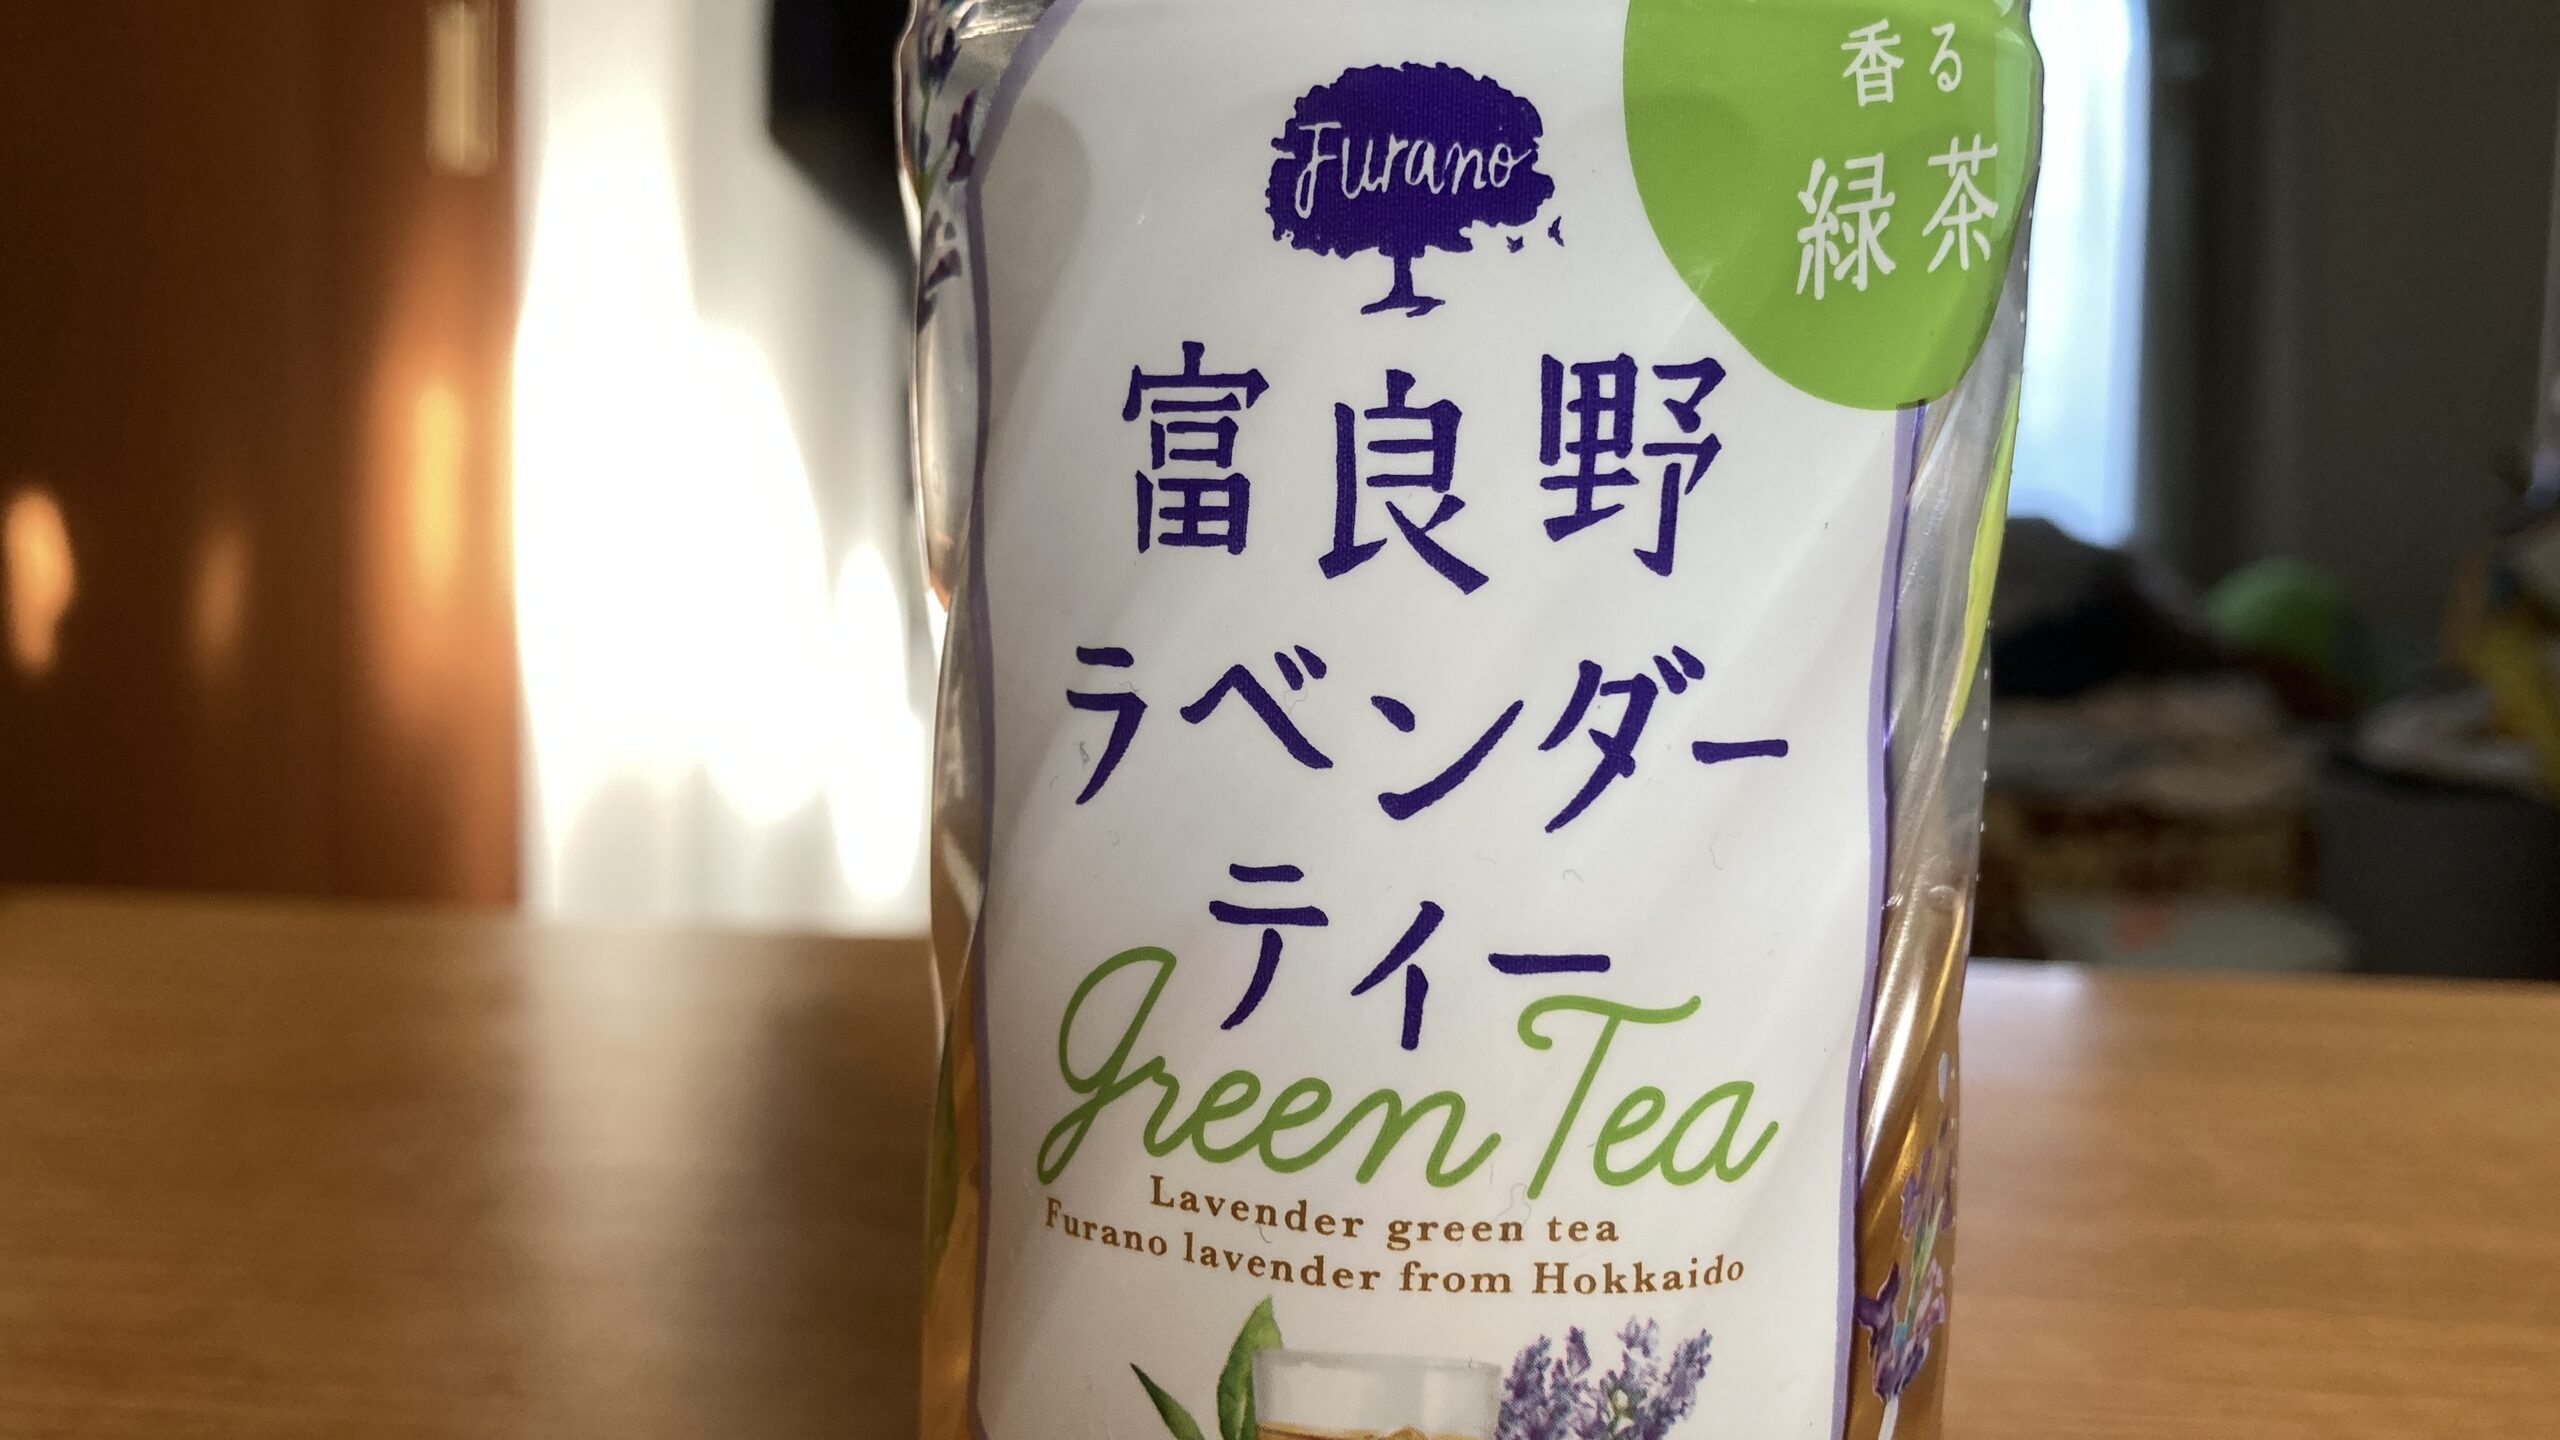 Furano
香る
緑茶
富良野
ラベンダー
ティー
Green Tea
Lavender green tea
Furano lavender from Hokkaido